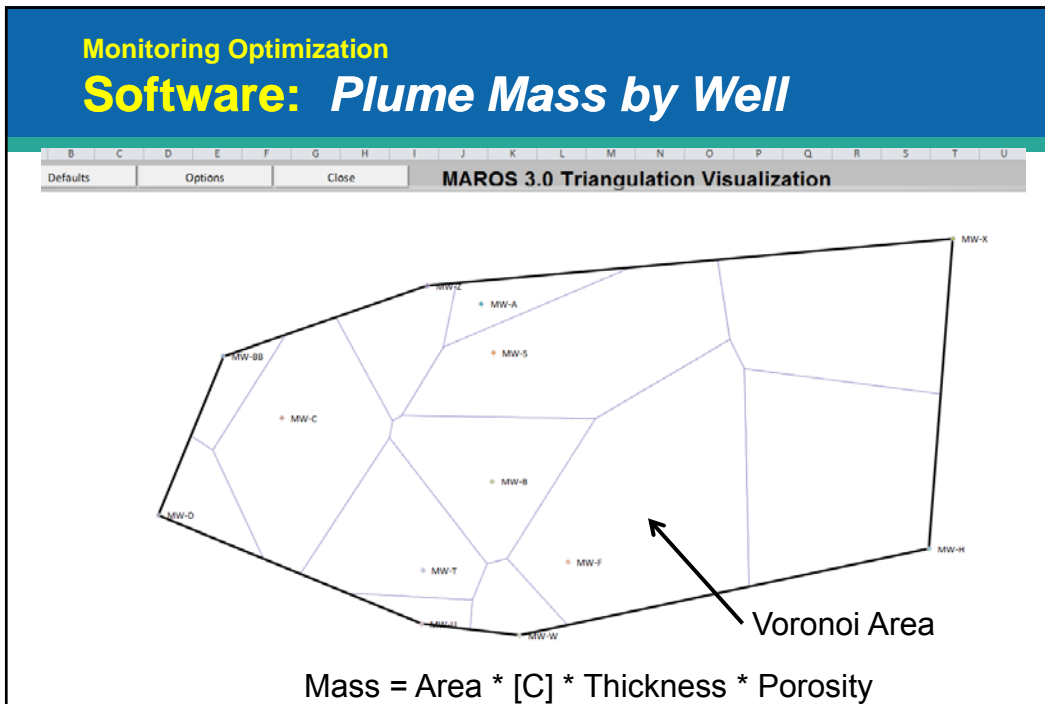 Monitoring Optimization
Software: Plume Mass by Well
B C D E F G H I J K L M N O P Q R S T U
Defaults Options Close MAROS 3.0 Triangulation Visualization
MW-X
MW-Z
MW-A
MW-S
MW-BB
MW-C
MW-B
MW-D
MW-H
MW-F
MW-T
MW-U
Voronoi Area
MW-W
Mass = Area * [C] * Thickness * Porosity